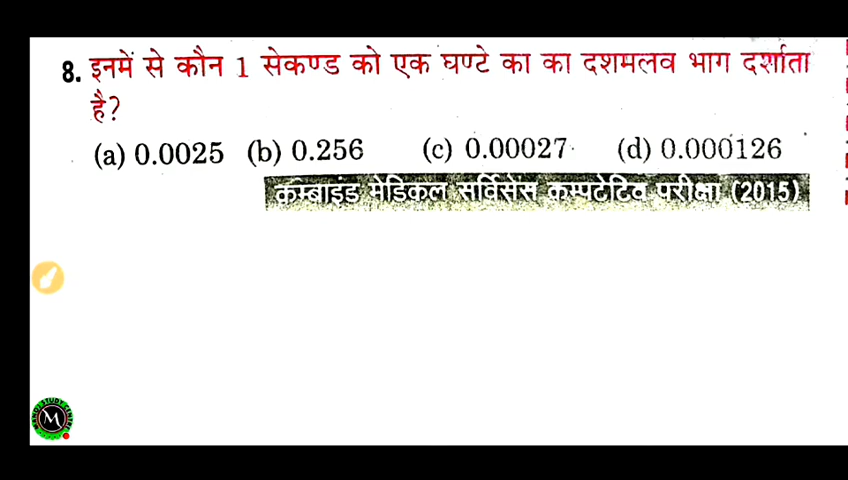 8. इनमें से कौन 1 सेकण्ड को एक घण्टे का का दशमलव भाग दर्शाता
है?
(a) 0.0025 (b) 0.256 (c) 0.00027 (d) 0.000126
कम्बाइंड मेडिकल सर्विसेस कम्पटेटिव परीक्षा (2015)
M